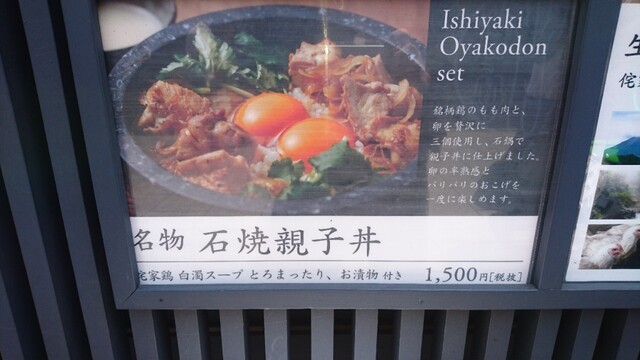 Ishiyaki
Oyakodon
set
銘柄鶏のもも肉と、
卵を贅沢に
三個使用し、石鍋で
親子丼に仕上げました。
卵の半熟感と
パリパリのおこげを
一度に楽しめます。
名物 石焼親子丼
侘家鶏 白濁スープ とろまったり、お漬物 付き 1,500円[税抜]
侘